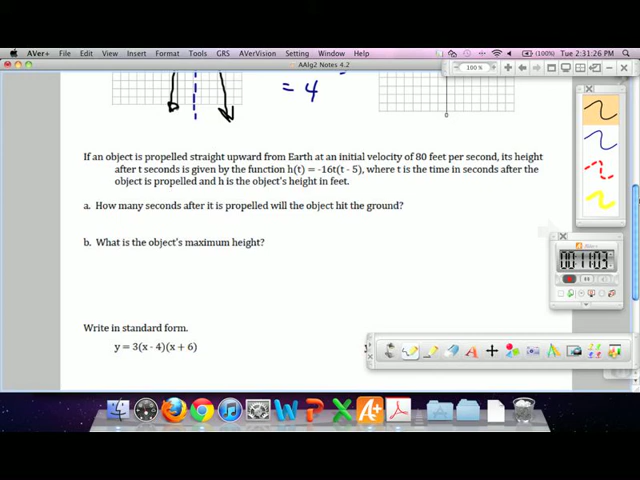 AVer+ File Edit Tools GRS AVerVision Setting Window Help (100%) Tue 2:31:26 PM
AAlg2 Notes 4.2
100 %
= 4
0
If an object is propelled straight upward from Earth at an initial velocity of 80 feet per second, its height
after t seconds is given by the function h(t) = -16t(t - 5), where t is the time in seconds after the
object is propelled and h is the object's height in feet.
a. How many seconds after it is propelled will the object hit the ground?
b. What is the object's maximum height?
00:11:03
Write in standard form.
y = 3(x - 4)(x + 6)